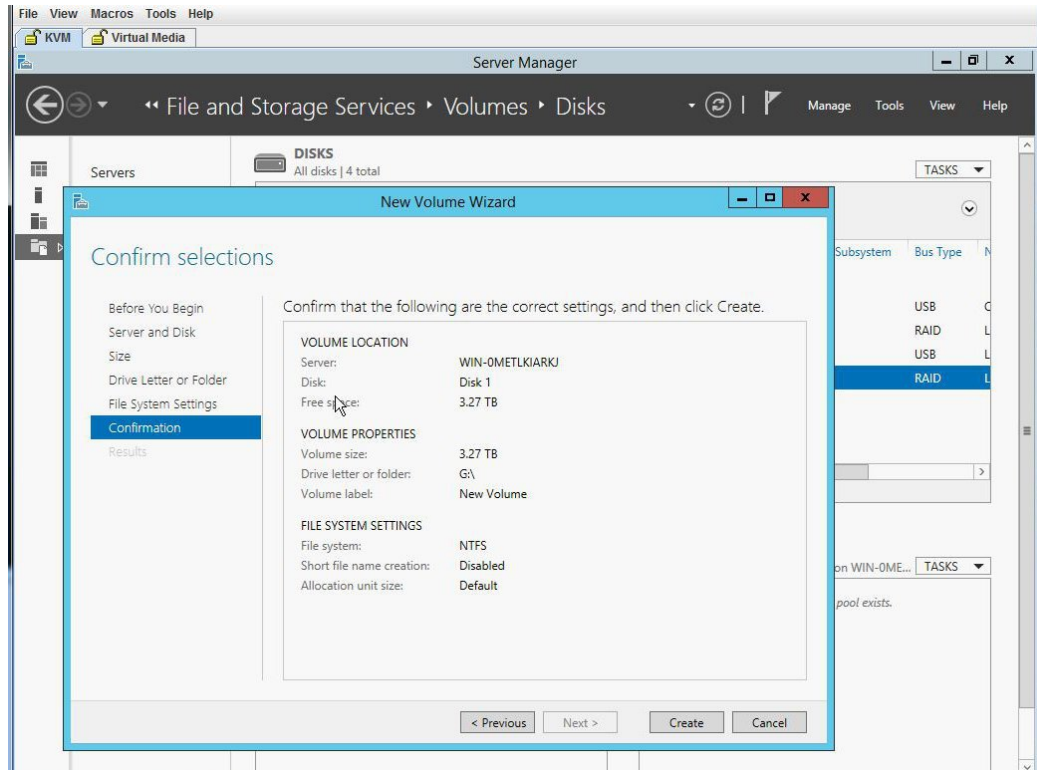 File View Macros Tools Help
KVM Virtual Media
Server Manager
File and Storage Services Volumes Disks Manage Tools View Help
DISKS
All disks | 4 total
TASKS
Servers
New Volume Wizard
Subsystem Bus Type
USB
RAID
USB
RAID
Confirm selections
Before You Begin
Server and Disk
Size
Drive Letter or Folder
File System Settings
Confirmation
Results
Confirm that the following are the correct settings, and then click Create.
VOLUME LOCATION
Server: WIN-0METLKIARKJ
Disk: Disk 1
Free space: 3.27 TB
VOLUME PROPERTIES
Volume size: 3.27 TB
Drive letter or folder: G:\
Volume label: New Volume
FILE SYSTEM SETTINGS
File system: NTFS
Short file name creation: Disabled
Allocation unit size: Default
< Previous Next > Create Cancel
on WIN-0ME... TASKS
pool exists.